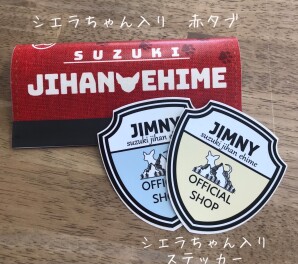 シエラちゃん入り　赤タブ
SUZUKI
JIHAN EHIME
JIMNY
suzuki jihan ehime
OFFICIAL
SHOP
JIMNY
suzuki jihan ehime
OFFICIAL
SHOP
シエラちゃん入り
ステッカー